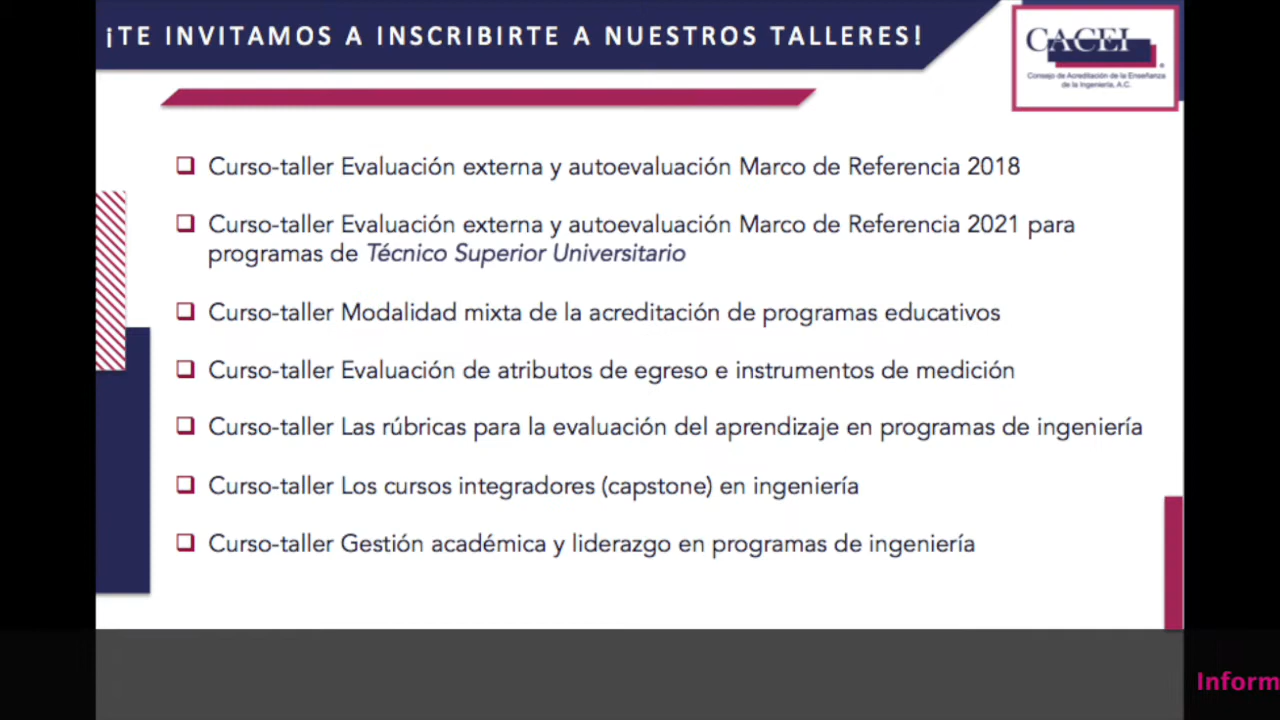 ¡TE INVITAMOS A INSCRIBIRTE A NUESTROS TALLERES!
CACEI
Consejo de Acreditación de la Enseñanza
de la Ingeniería, A.C.
Curso-taller Evaluación externa y autoevaluación Marco de Referencia 2018
Curso-taller Evaluación externa y autoevaluación Marco de Referencia 2021 para
programas de Técnico Superior Universitario
Curso-taller Modalidad mixta de la acreditación de programas educativos
Curso-taller Evaluación de atributos de egreso e instrumentos de medición
Curso-taller Las rúbricas para la evaluación del aprendizaje en programas de ingeniería
Curso-taller Los cursos integradores (capstone) en ingeniería
Curso-taller Gestión académica y liderazgo en programas de ingeniería
Inform